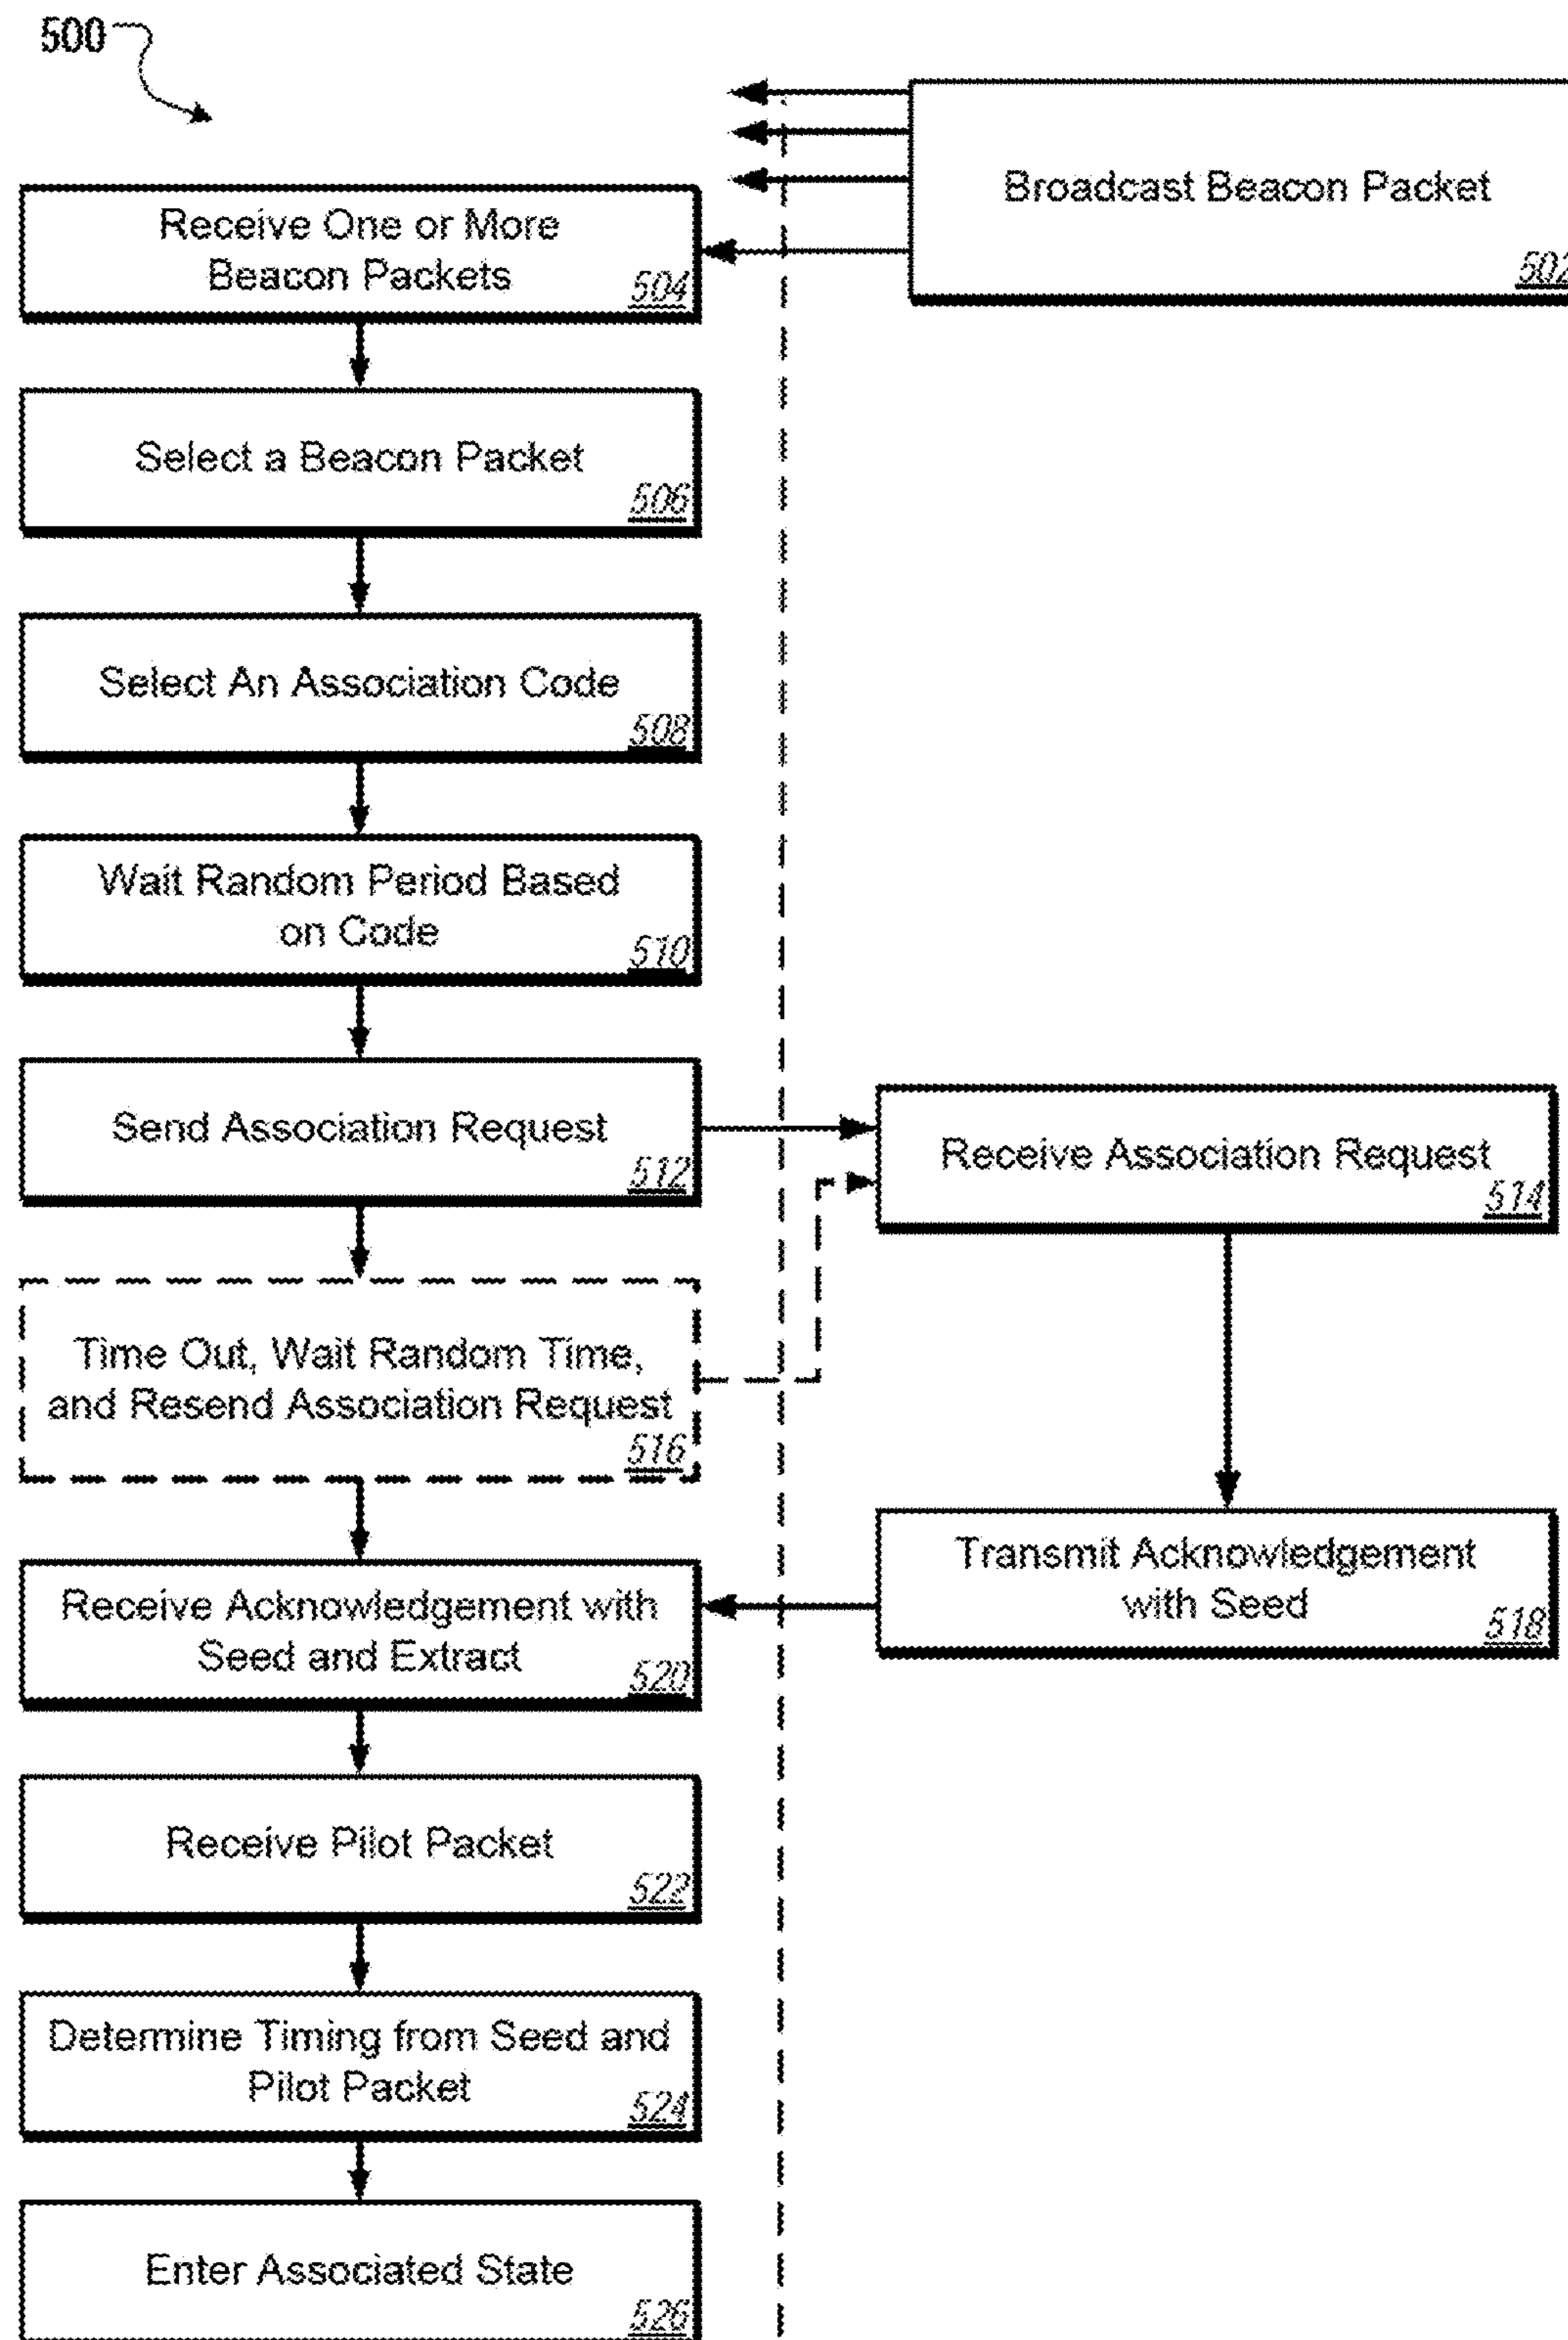 500
Broadcast Beacon Packet
502
Receive One or More
Beacon Packets
504
Select a Beacon Packet
506
Select An Association Code
508
Wait Random Period Based
on Code
510
Send Association Request
512
Receive Association Request
514
Time Out, Wait Random Time,
and Resend Association Request
516
Transmit Acknowledgement
with Seed
518
Receive Acknowledgement with
Seed and Extract
520
Receive Pilot Packet
522
Determine Timing from Seed and
Pilot Packet
524
Enter Associated State
526